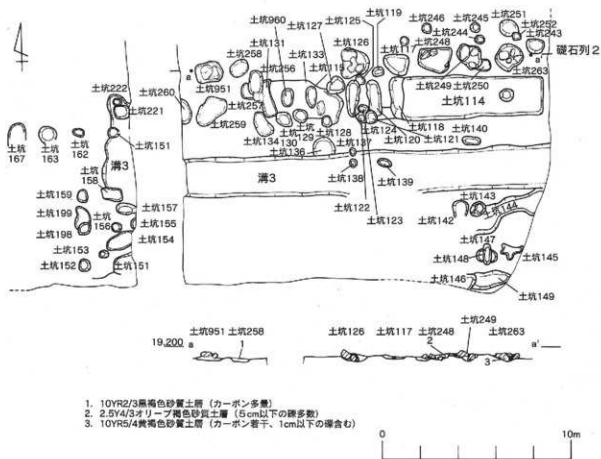 土坑125 土坑119
土坑960 土坑127 土坑246 土坑245 土坑251
土坑131 土坑133 土坑126 土坑244 土坑252
土坑258 土坑117 土坑248 土坑243
土坑256 土坑115 礎石列2
a a'
土坑222 土坑951 土坑263
土坑260 土坑257 土坑249 土坑250
土坑221 土坑259 土坑114
土坑134 土坑128 土坑124 土坑118 土坑140
土坑130 土坑129 土坑120 土坑121
土坑167 土坑163 土坑162 土坑151 土坑136 土坑137
溝3 溝3
土坑158 土坑138 土坑139
土坑159 土坑143
土坑157 土坑122 土坑142 土坑144
土坑199 土坑156 土坑155 土坑123
土坑198 土坑154 土坑147
土坑153 土坑148 土坑145
土坑152 土坑151 土坑146
土坑149
土坑951 土坑258 土坑126 土坑117 土坑248 土坑249 土坑263
19.200 a 1 2 3 a'
1. 10YR2/3黒褐色砂質土層（カーボン多量）
2. 2.5Y4/3オリーブ褐色砂質土層（5cm以下の礫多数）
3. 10YR5/4黄褐色砂質土層（カーボン若干、1cm以下の礫含む）
0 10m